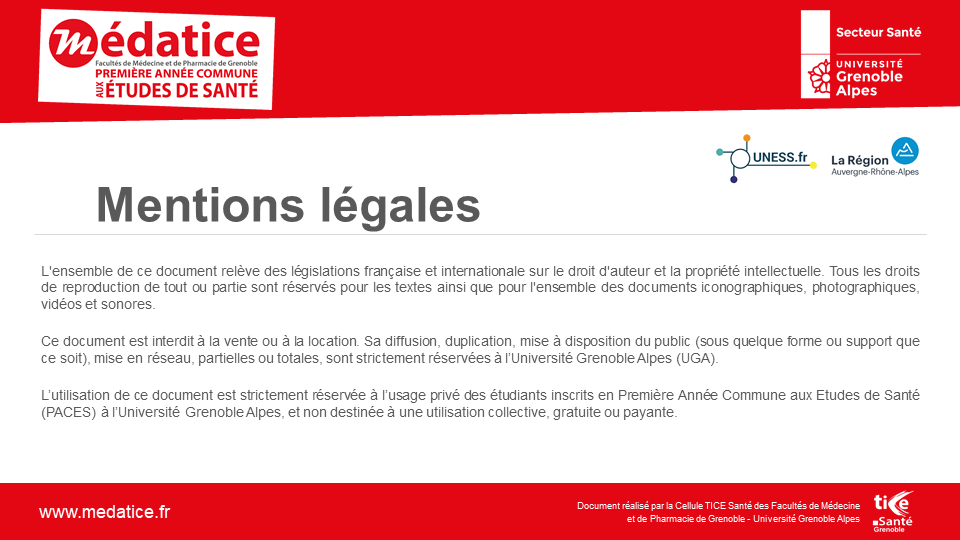 médatice
Facultés de Médecine et de Pharmacie de Grenoble
PREMIÈRE ANNÉE COMMUNE
AUX ÉTUDES DE SANTÉ
Secteur Santé
UNIVERSITÉ
Grenoble
Alpes
UNESS.fr
La Région
Auvergne-Rhône-Alpes
Mentions légales
L'ensemble de ce document relève des législations française et internationale sur le droit d'auteur et la propriété intellectuelle. Tous les droits
de reproduction de tout ou partie sont réservés pour les textes ainsi que pour l'ensemble des documents iconographiques, photographiques,
vidéos et sonores.
Ce document est interdit à la vente ou à la location. Sa diffusion, duplication, mise à disposition du public (sous quelque forme ou support que
ce soit), mise en réseau, partielles ou totales, sont strictement réservées à l’Université Grenoble Alpes (UGA).
L’utilisation de ce document est strictement réservée à l’usage privé des étudiants inscrits en Première Année Commune aux Etudes de Santé
(PACES) à l’Université Grenoble Alpes, et non destinée à une utilisation collective, gratuite ou payante.
www.medatice.fr
Document réalisé par la Cellule TICE Santé des Facultés de Médecine
et de Pharmacie de Grenoble - Université Grenoble Alpes
tice
Santé
Grenoble